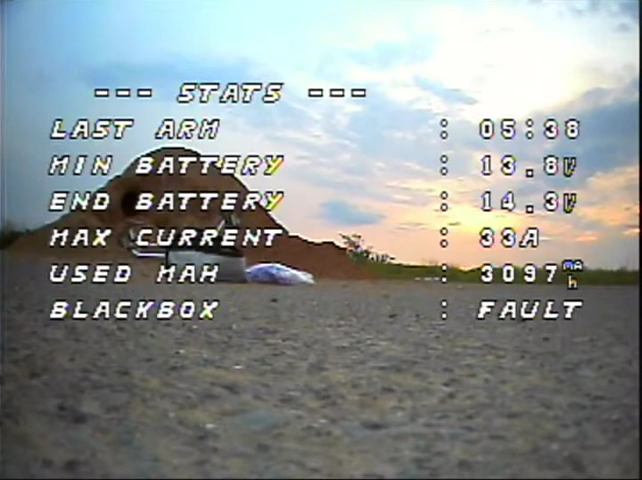 --- STATS ---
LAST ARM : 05:38
MIN BATTERY : 13.8V
END BATTERY : 14.3V
MAX CURRENT : 33A
USED MAH : 3097mAh
BLACKBOX : FAULT